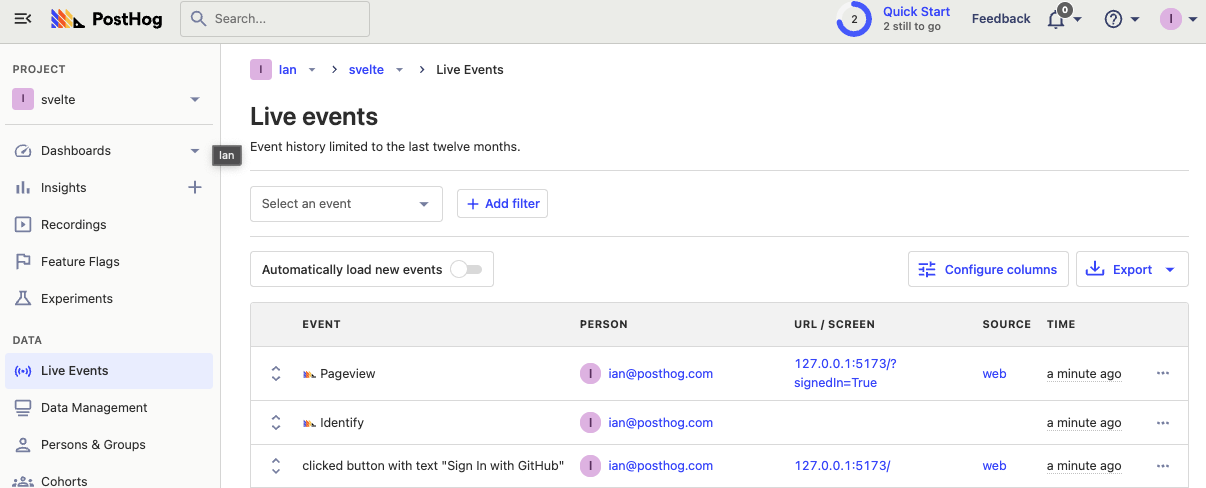 PostHog
Search...
2
Quick Start
2 still to go
Feedback
0
I
PROJECT
I
svelte
Dashboards
Insights
Recordings
Feature Flags
Experiments
DATA
Live Events
Data Management
Persons & Groups
Cohorts
Ian
I
Ian
svelte
Live Events
Live events
Event history limited to the last twelve months.
Select an event
Add filter
Automatically load new events
Configure columns
Export
EVENT PERSON URL / SCREEN SOURCE TIME
Pageview I ian@posthog.com 127.0.0.1:5173/? web a minute ago
signedIn=True
Identify I ian@posthog.com a minute ago
clicked button with text "Sign In with GitHub" I ian@posthog.com 127.0.0.1:5173/ web a minute ago